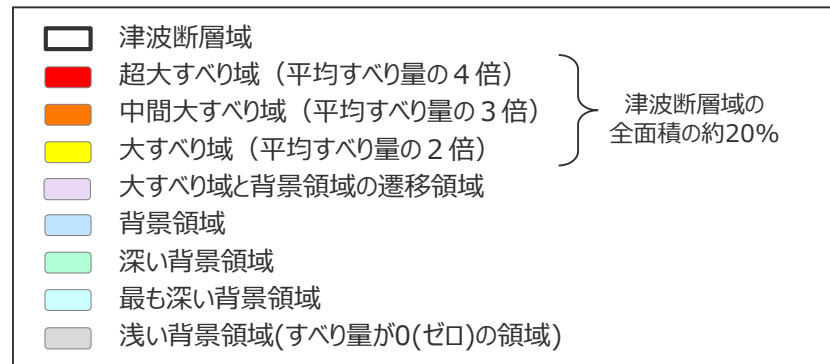 津波断層域
超大すべり域（平均すべり量の４倍）
中間大すべり域（平均すべり量の３倍）
大すべり域（平均すべり量の２倍）
津波断層域の
全面積の約20%
大すべり域と背景領域の遷移領域
背景領域
深い背景領域
最も深い背景領域
浅い背景領域(すべり量が0(ゼロ)の領域)